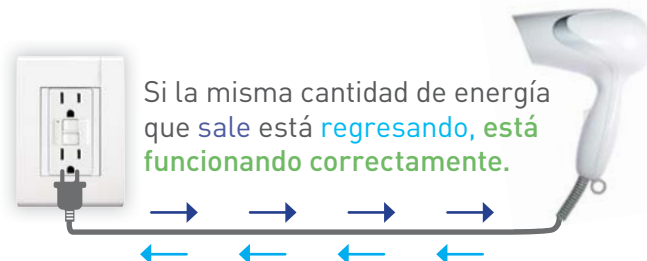 Si la misma cantidad de energía
que sale está regresando, está
funcionando correctamente.